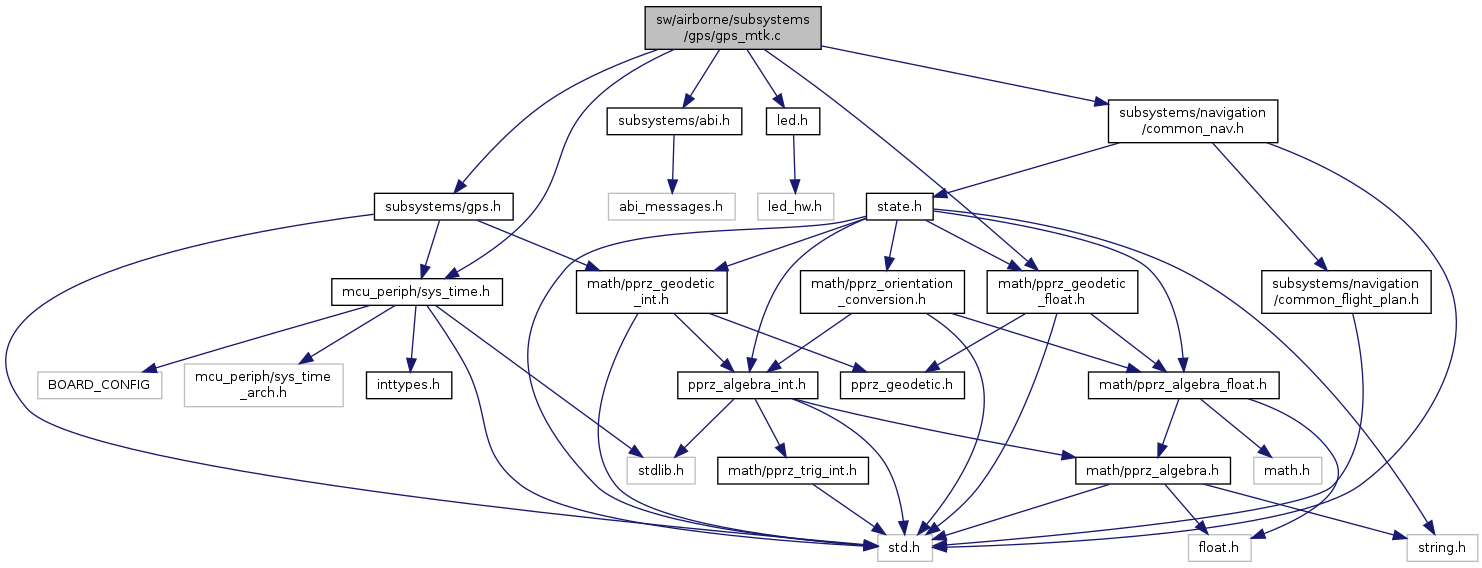 sw/airborne/subsystems
/gps/gps_mtk.c
subsystems/abi.h
led.h
subsystems/navigation
/common_nav.h
subsystems/gps.h
abi_messages.h
led_hw.h
state.h
mcu_periph/sys_time.h
math/pprz_geodetic
_int.h
math/pprz_orientation
_conversion.h
math/pprz_geodetic
_float.h
subsystems/navigation
/common_flight_plan.h
BOARD_CONFIG
mcu_periph/sys_time
_arch.h
inttypes.h
pprz_algebra_int.h
pprz_geodetic.h
math/pprz_algebra_float.h
stdlib.h
math/pprz_trig_int.h
math/pprz_algebra.h
math.h
std.h
float.h
string.h